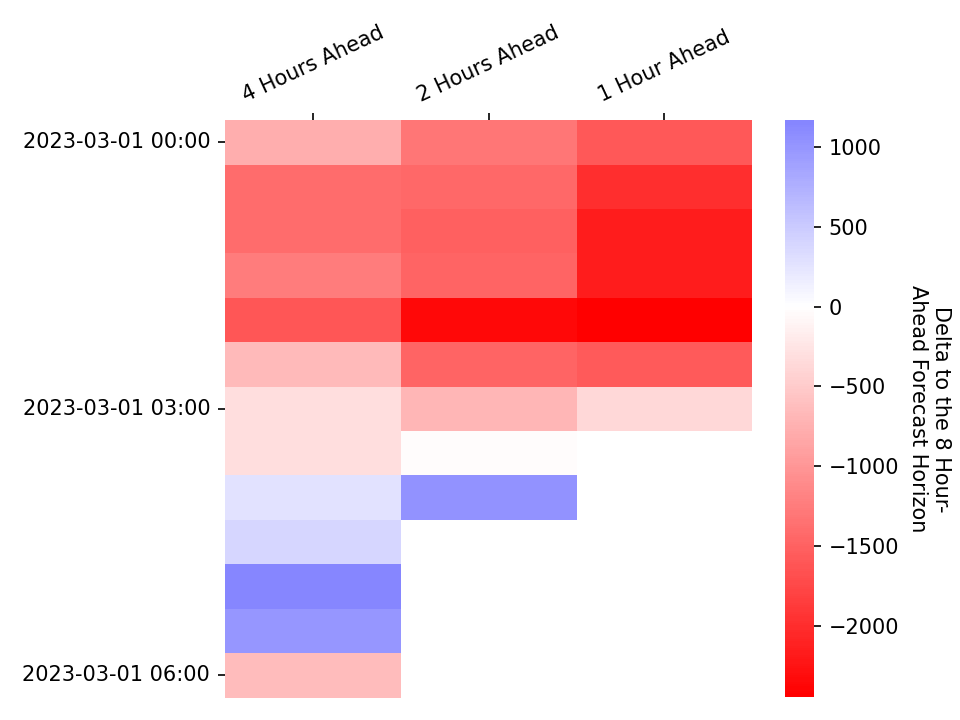 4 Hours Ahead
2 Hours Ahead
1 Hour Ahead
2023-03-01 00:00
2023-03-01 03:00
2023-03-01 06:00
1000
500
0
−500
−1000
−1500
−2000
Delta to the 8 Hour-
Ahead Forecast Horizon